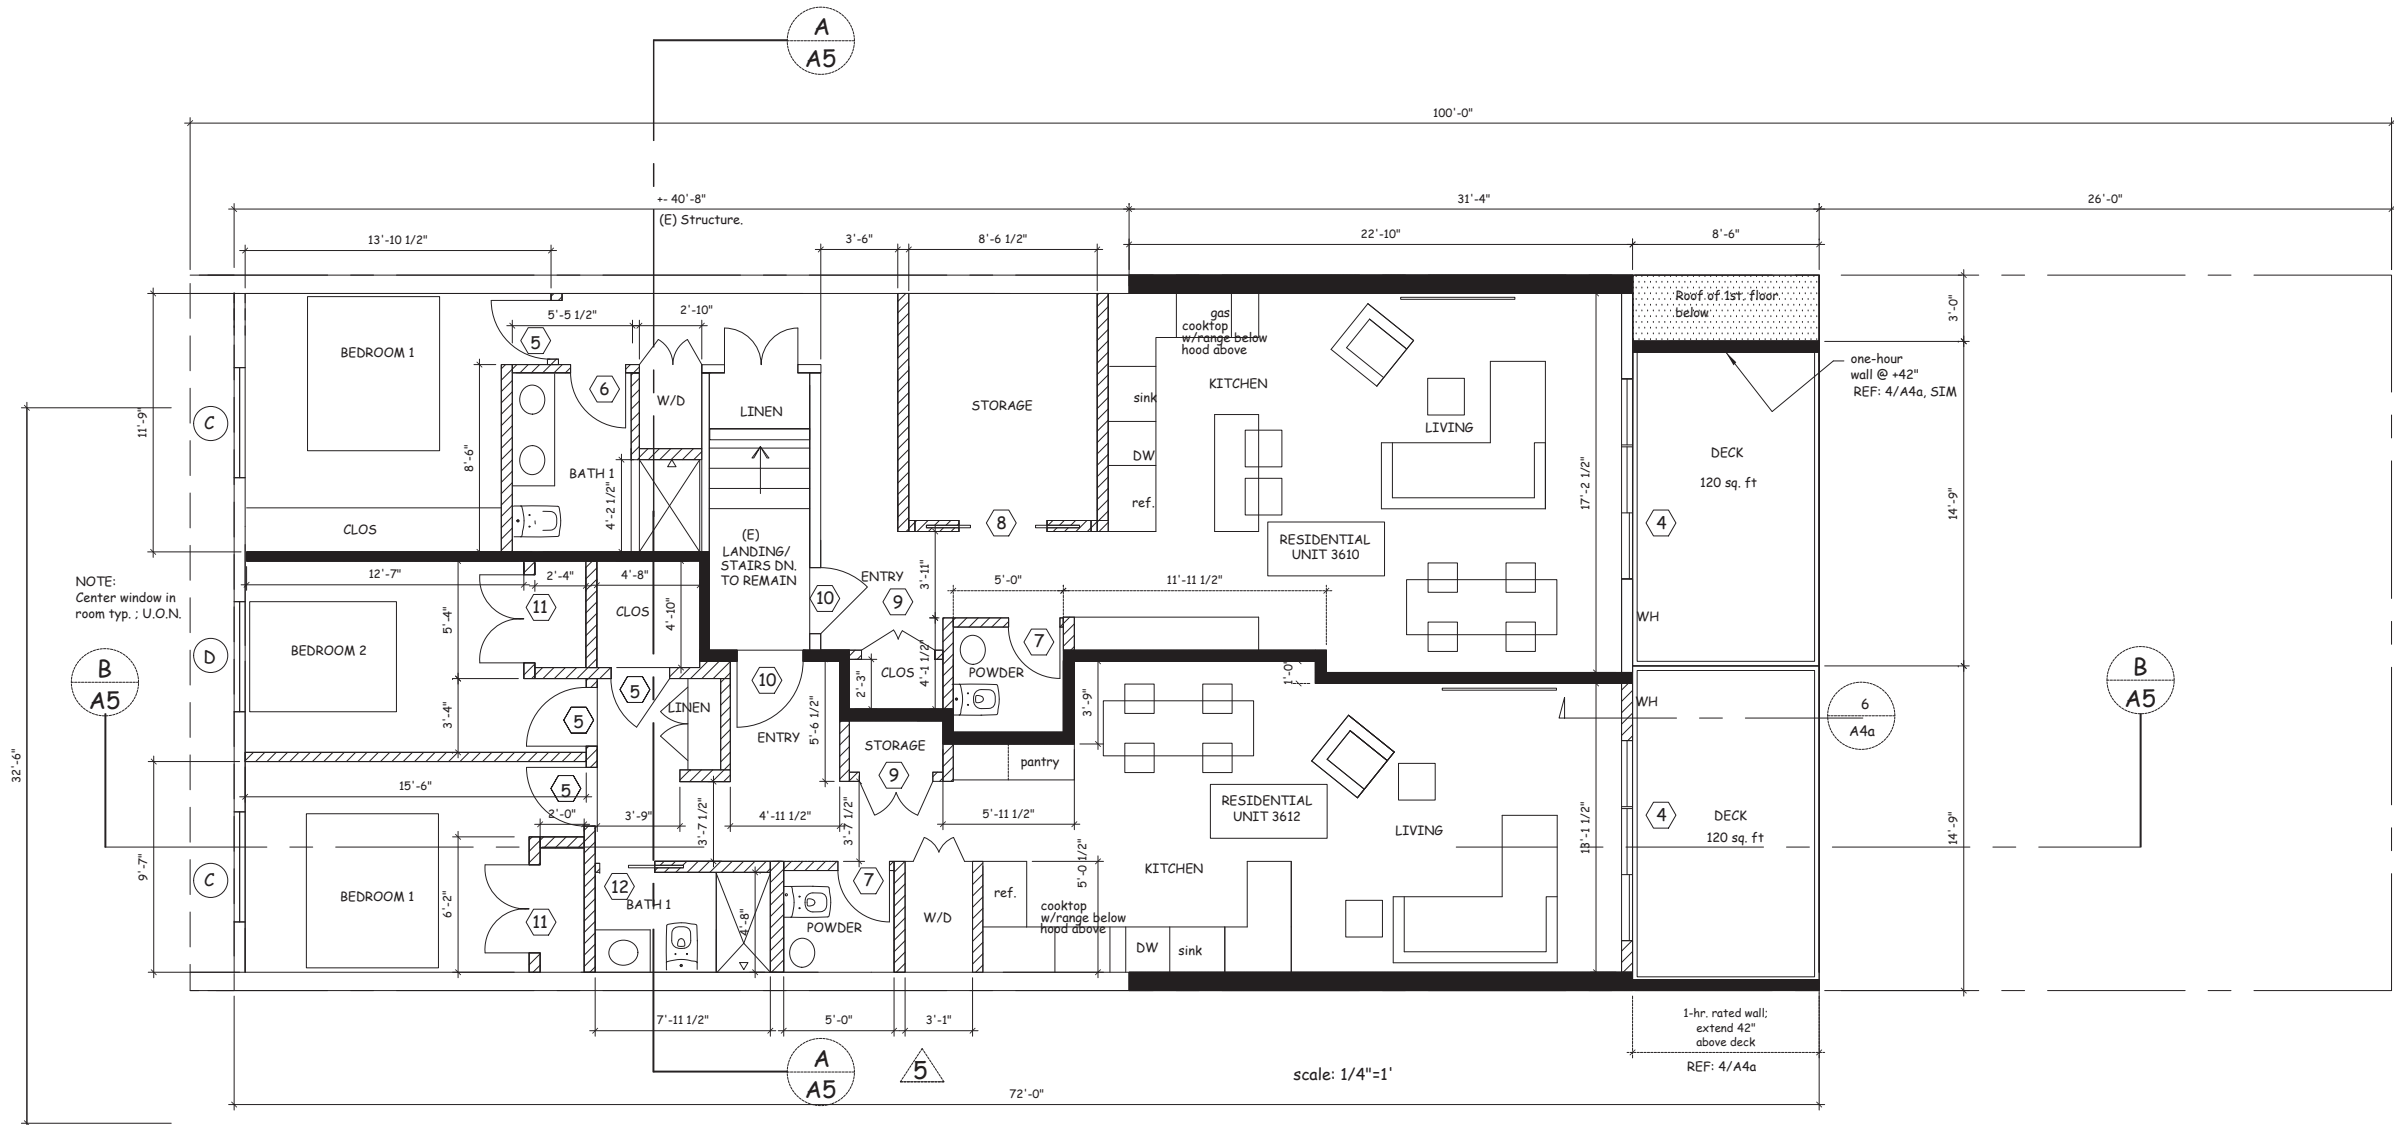 A
A5
100'-0"
+- 40'-8"
(E) Structure.
31'-4"
26'-0"
13'-10 1/2"
3'-6"
8'-6 1/2"
22'-10"
8'-6"
5'-5 1/2"
2'-10"
Roof of 1st. floor
below
3'-0"
gas
cooktop
w/range below
hood above
BEDROOM 1
5
one-hour
wall @ +42"
REF: 4/A4a, SIM
6
W/D
LINEN
STORAGE
sink
KITCHEN
C
11'-9"
LIVING
8'-6"
BATH 1
4'-2 1/2"
DW
ref.
17'-2 1/2"
DECK
120 sq. ft
14'-9"
CLOS
8
4
(E)
LANDING/
STAIRS DN.
TO REMAIN
RESIDENTIAL
UNIT 3610
NOTE:
Center window in
room typ. ; U.O.N.
12'-7"
2'-4"
4'-8"
ENTRY
3'-11"
5'-0"
11'-11 1/2"
11
CLOS
4'-10"
10
9
5'-4"
WH
D
BEDROOM 2
7
POWDER
CLOS
4'-1 1/2"
2'-3"
1'-0"
B
A5
5
10
LINEN
3'-9"
WH
6
A4a
B
A5
3'-4"
5
ENTRY
5'-6 1/2"
STORAGE
9
pantry
32'-6"
15'-6"
5
2'-0"
3'-9"
3'-7 1/2"
4'-11 1/2"
3'-7 1/2"
5'-11 1/2"
RESIDENTIAL
UNIT 3612
LIVING
13'-1 1/2"
4
DECK
120 sq. ft
14'-9"
9'-7"
C
BEDROOM 1
6'-2"
11
12
BATH 1
4'-8"
7
POWDER
W/D
ref.
5'-0 1/2"
KITCHEN
cooktop
w/range below
hood above
DW
sink
7'-11 1/2"
5'-0"
3'-1"
1-hr. rated wall;
extend 42"
above deck
REF: 4/A4a
A
A5
5
scale: 1/4"=1'
72'-0"